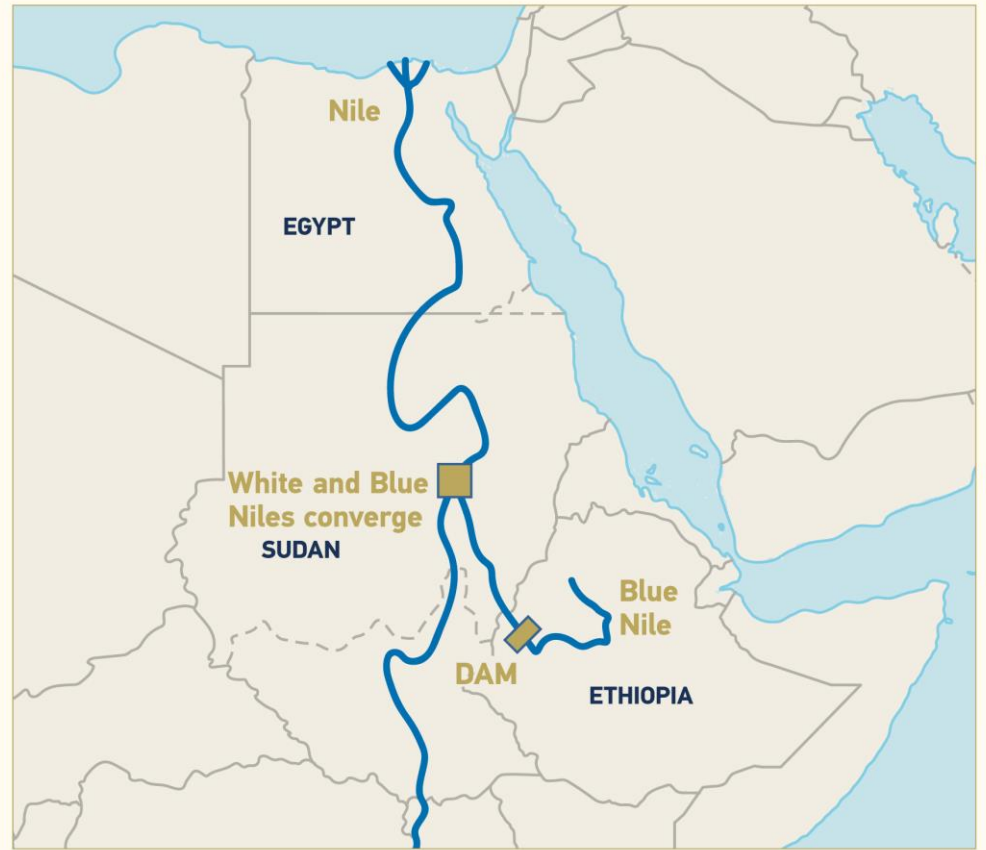 Nile
EGYPT
White and Blue
Niles converge
SUDAN
Blue
Nile
DAM
ETHIOPIA